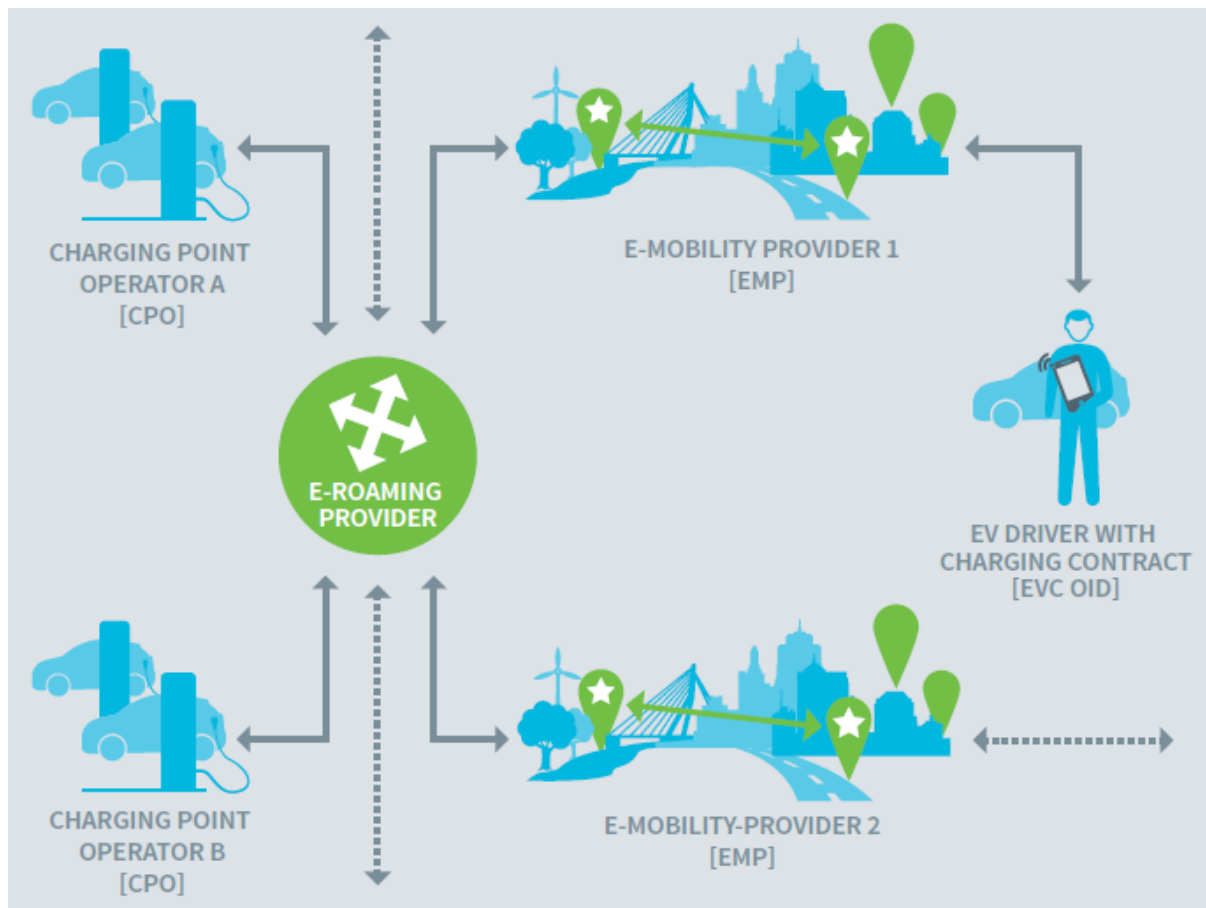 CHARGING POINT
OPERATOR A
[CPO]
E-MOBILITY PROVIDER 1
[EMP]
E-ROAMING
PROVIDER
EV DRIVER WITH
CHARGING CONTRACT
[EVC OID]
CHARGING POINT
OPERATOR B
[CPO]
E-MOBILITY-PROVIDER 2
[EMP]